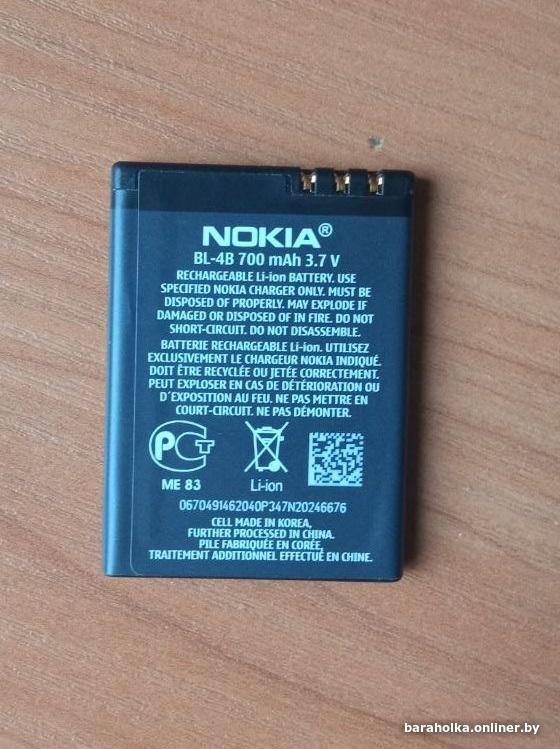 NOKIA®
BL-4B 700 mAh 3.7 V
RECHARGEABLE Li-ion BATTERY. USE
SPECIFIED NOKIA CHARGER ONLY. MUST BE
DISPOSED OF PROPERLY. MAY EXPLODE IF
DAMAGED OR DISPOSED OF IN FIRE. DO NOT
SHORT-CIRCUIT. DO NOT DISASSEMBLE.
BATTERIE RECHARGEABLE Li-ion. UTILISEZ
EXCLUSIVEMENT LE CHARGEUR NOKIA INDIQUÉ.
DOIT ÊTRE RECYCLÉE OU JETÉE CORRECTEMENT.
PEUT EXPLOSER EN CAS DE DÉTÉRIORATION OU
D´EXPOSITION AU FEU. NE PAS METTRE EN
COURT-CIRCUIT. NE PAS DÉMONTER.
РСТ
ME 83
Li-ion
0670491462040P347N20246676
CELL MADE IN KOREA,
FURTHER PROCESSED IN CHINA.
PILE FABRIQUÉE EN CORÉE,
TRAITEMENT ADDITIONNEL EFFECTUÉ EN CHINE.
baraholka.onliner.by